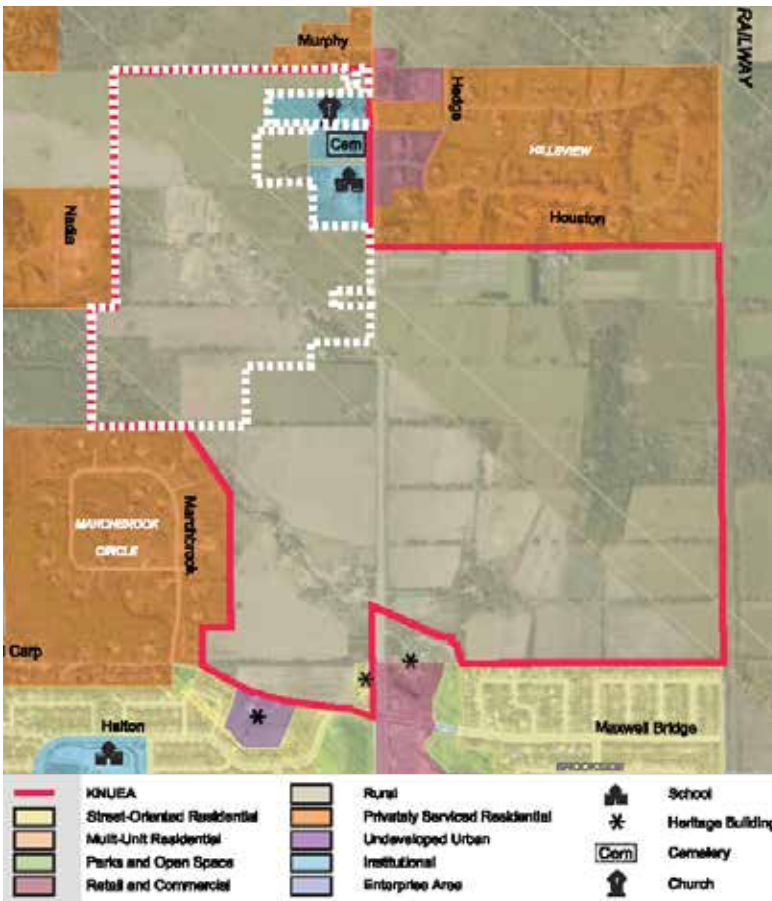 Murphy
RAILWAY
Hedge
HILLSVIEW
Cem
Houston
Nadia
MARCHBROOK
CIRCLE
Marchbrook
l Carp
Halton
Maxwell Bridge
BROOKSIDE
KNUEA
Street-Oriented Residential
Multi-Unit Residential
Parks and Open Space
Retail and Commercial
Rural
Privately Serviced Residential
Undeveloped Urban
Institutional
Enterprise Area
School
Heritage Building
Cem Cemetery
Church